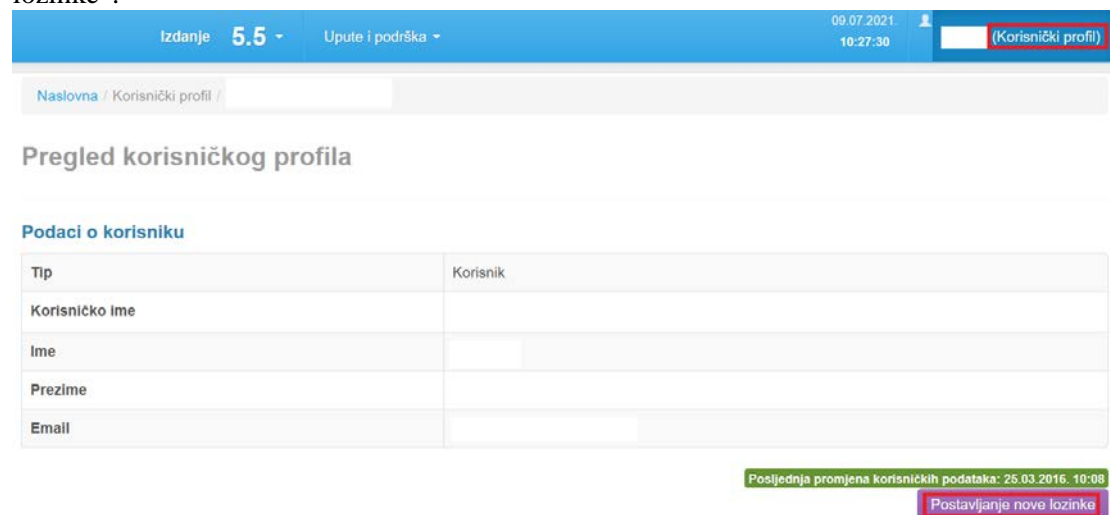 Izdanje 5.5 Upute i podrška 09.07.2021. 10:27:30 (Korisnički profil)
Naslovna / Korisnički profil /
Pregled korisničkog profila
Podaci o korisniku
Tip Korisnik
Korisničko ime
Ime
Prezime
Email
Posljednja promjena korisničkih podataka: 25.03.2016. 10:08
Postavljanje nove lozinke